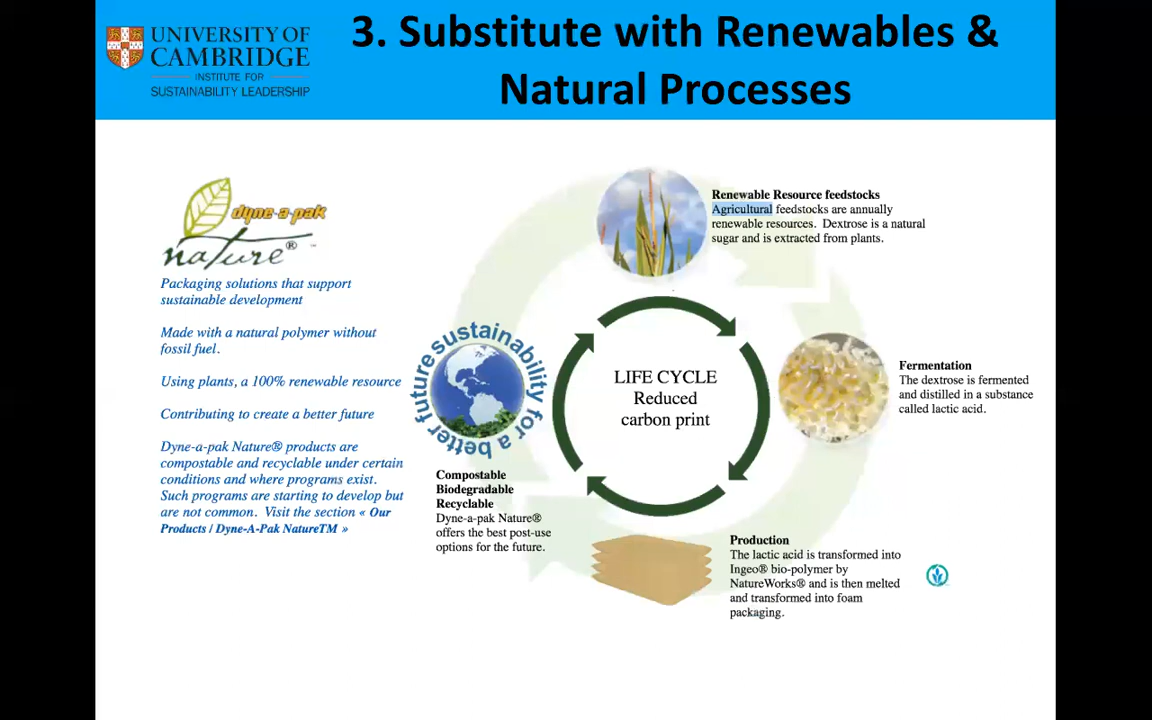 UNIVERSITY OF
CAMBRIDGE
INSTITUTE FOR
SUSTAINABILITY LEADERSHIP
3. Substitute with Renewables &
Natural Processes
dyne-a-pak
nature®
Packaging solutions that support
sustainable development
Made with a natural polymer without
fossil fuel.
Using plants, a 100% renewable resource
Contributing to create a better future
Dyne-a-pak Nature® products are
compostable and recyclable under certain
conditions and where programs exist.
Such programs are starting to develop but
are not common.  Visit the section « Our
Products / Dyne-A-Pak NatureTM »
Renewable Resource feedstocks
Agricultural feedstocks are annually
renewable resources.  Dextrose is a natural
sugar and is extracted from plants.
Fermentation
The dextrose is fermented
and distilled in a substance
called lactic acid.
LIFE CYCLE
Reduced
carbon print
Production
The lactic acid is transformed into
Ingeo® bio-polymer by
NatureWorks® and is then melted
and transformed into foam
packaging.
sustainability for a better future
Compostable
Biodegradable
Recyclable
Dyne-a-pak Nature®
offers the best post-use
options for the future.